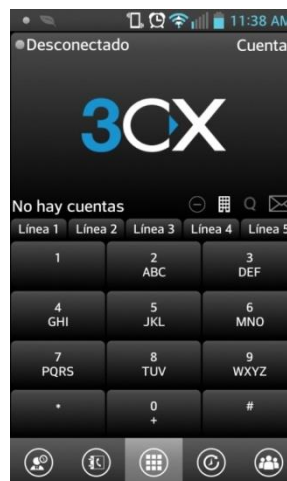 11:38 AM
Desconectado Cuenta
3CX
No hay cuentas
Línea 1 Línea 2 Línea 3 Línea 4 Línea 5
1 2 3
ABC DEF
4 5 6
GHI JKL MNO
7 8 9
PQRS TUV WXYZ
* 0 #
+